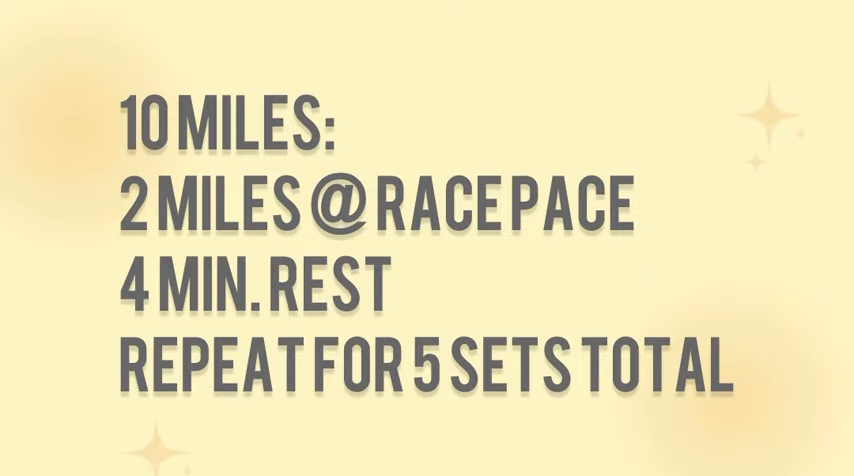 10 MILES:
2 MILES @ RACE PACE
4 MIN. REST
REPEAT FOR 5 SETS TOTAL